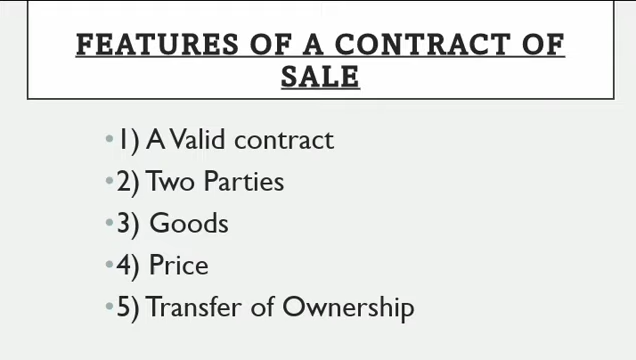 FEATURES OF A CONTRACT OF
SALE
•1) A Valid contract
•2) Two Parties
•3) Goods
•4) Price
•5) Transfer of Ownership